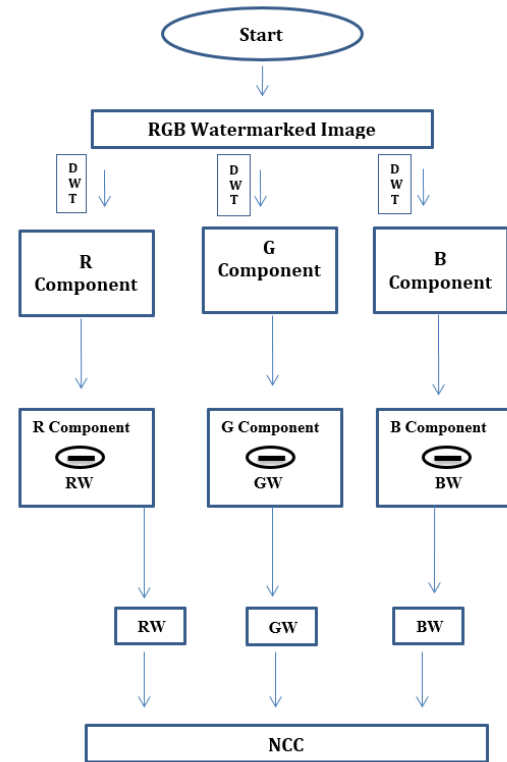 Start
RGB Watermarked Image
D
W
T
D
W
T
D
W
T
R
Component
G
Component
B
Component
R Component
RW
G Component
GW
B Component
BW
RW
GW
BW
NCC